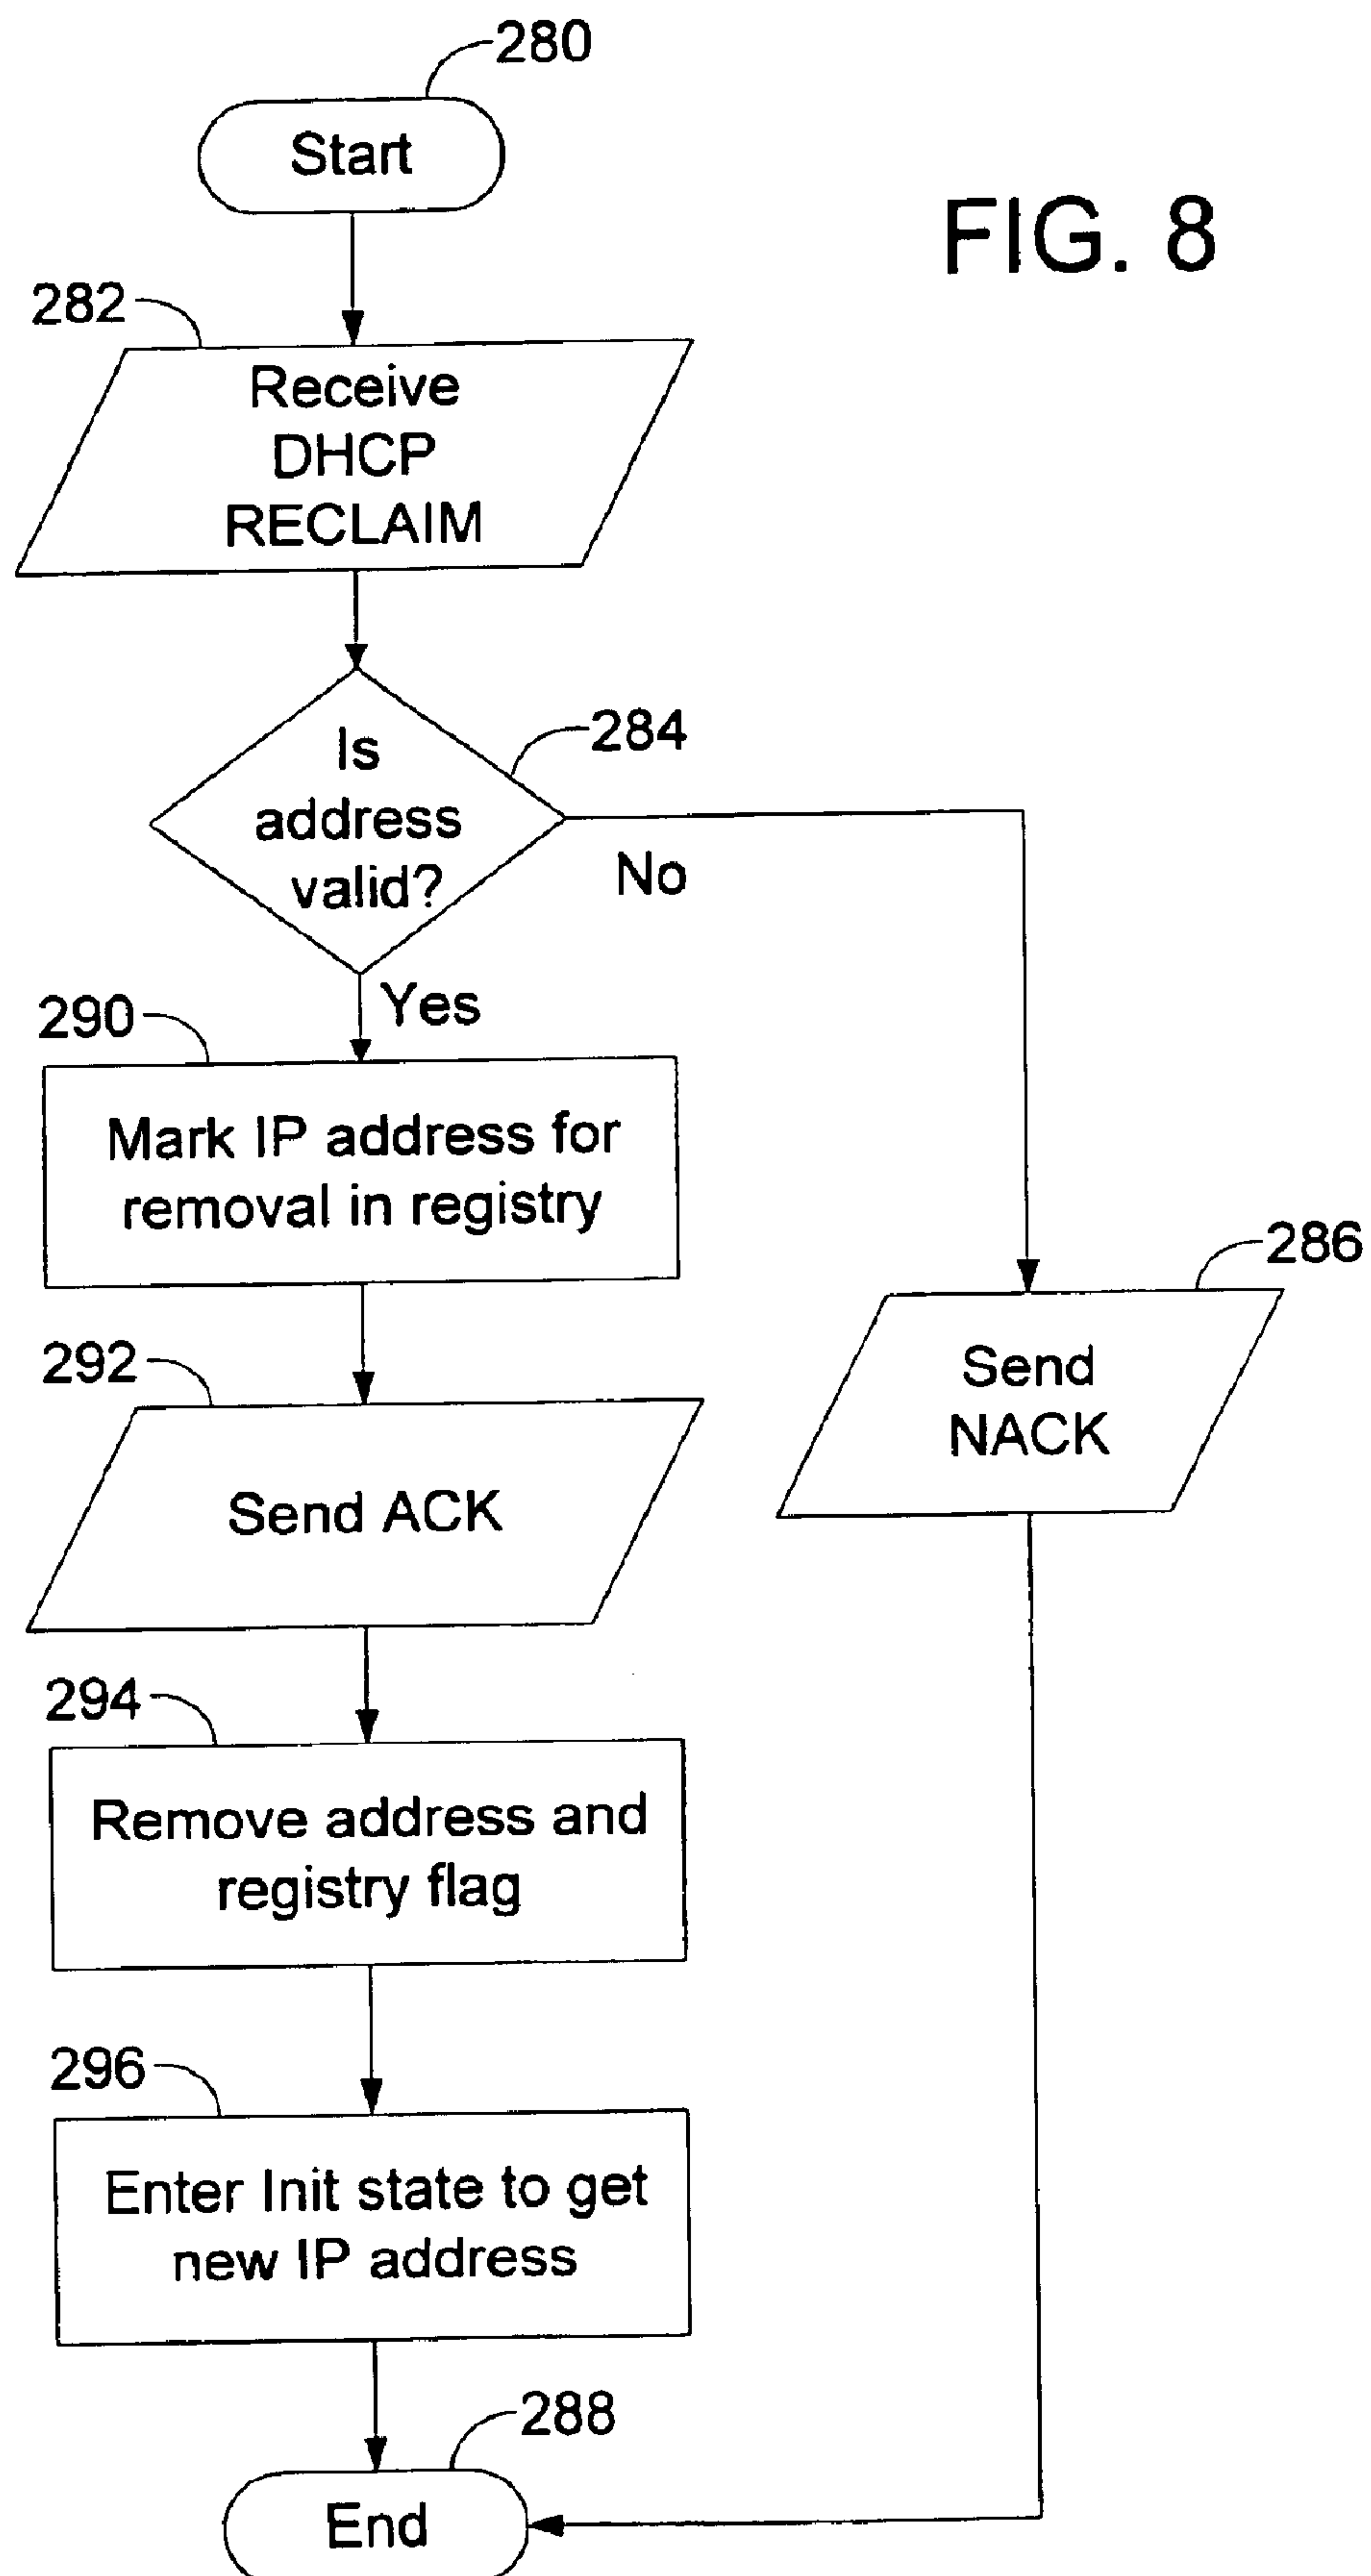 280
Start
FIG. 8
282
Receive
DHCP
RECLAIM
Is
address
valid?
284
No
Yes
290
Mark IP address for
removal in registry
286
Send
NACK
292
Send ACK
294
Remove address and
registry flag
296
Enter Init state to get
new IP address
288
End